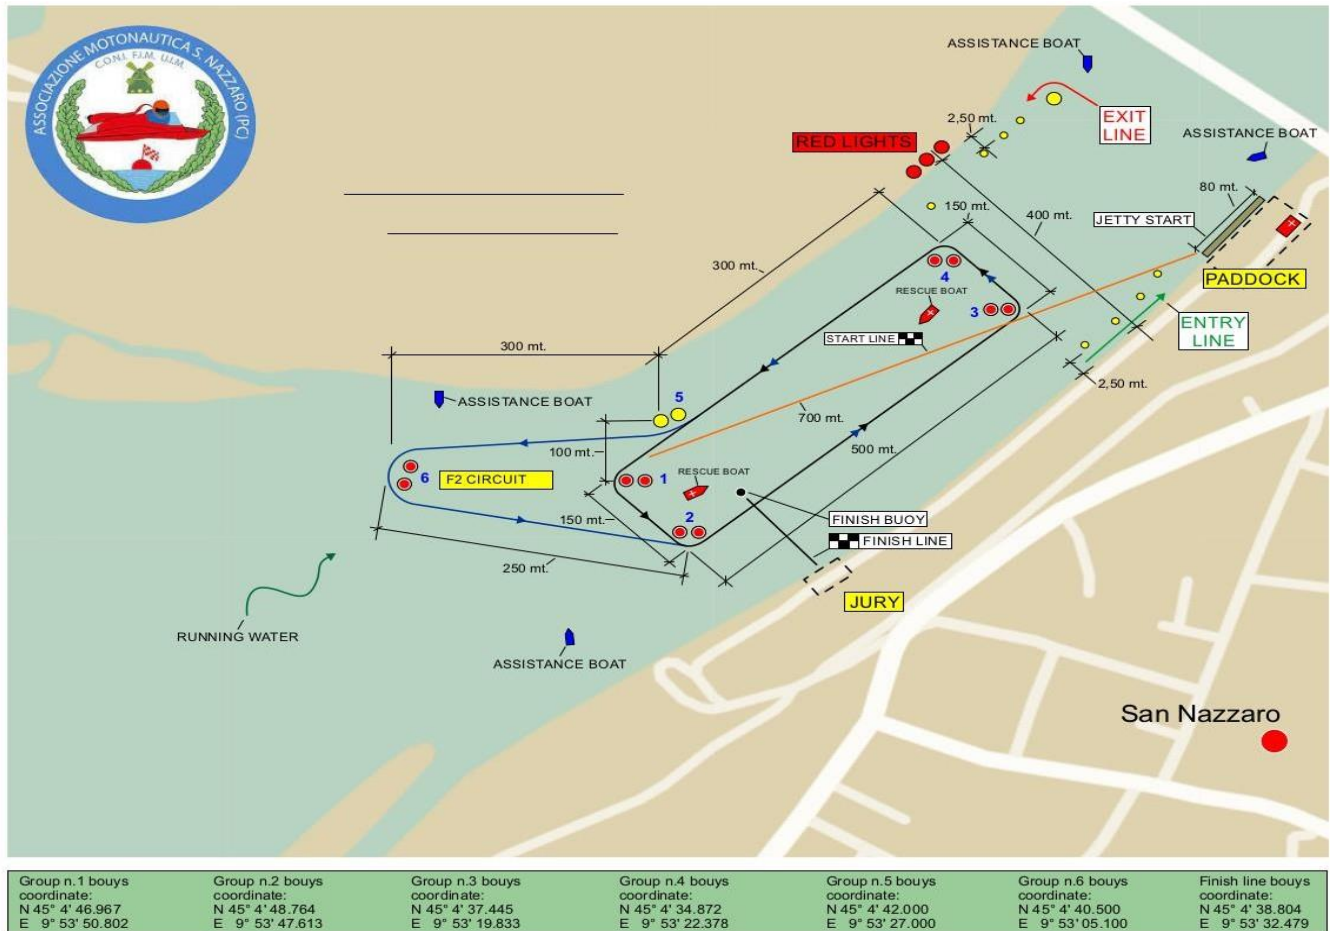 ASSOCIAZIONE MOTONAUTICA S. NAZZARO (PC)
C.O.N.I. F.I.M. U.I.M.
ASSISTANCE BOAT
EXIT
LINE
2,50 mt.
RED LIGHTS
ASSISTANCE BOAT
80 mt.
150 mt.
400 mt.
JETTY START
300 mt.
4
RESCUE BOAT
3
PADDOCK
START LINE
ENTRY
LINE
300 mt.
2,50 mt.
ASSISTANCE BOAT
5
700 mt.
500 mt.
100 mt.
6
F2 CIRCUIT
1
RESCUE BOAT
150 mt.
2
FINISH BUOY
FINISH LINE
250 mt.
JURY
RUNNING WATER
ASSISTANCE BOAT
San Nazzaro
Group n.1 bouys
coordinate:
N 45° 4' 46.967
E 9° 53' 50.802
Group n.2 bouys
coordinate:
N 45° 4' 48.764
E 9° 53' 47.613
Group n.3 bouys
coordinate:
N 45° 4' 37.445
E 9° 53' 19.833
Group n.4 bouys
coordinate:
N 45° 4' 34.872
E 9° 53' 22.378
Group n.5 bouys
coordinate:
N 45° 4' 42.000
E 9° 53' 27.000
Group n.6 bouys
coordinate:
N 45° 4' 40.500
E 9° 53' 05.100
Finish line bouys
coordinate:
N 45° 4' 38.804
E 9° 53' 32.479